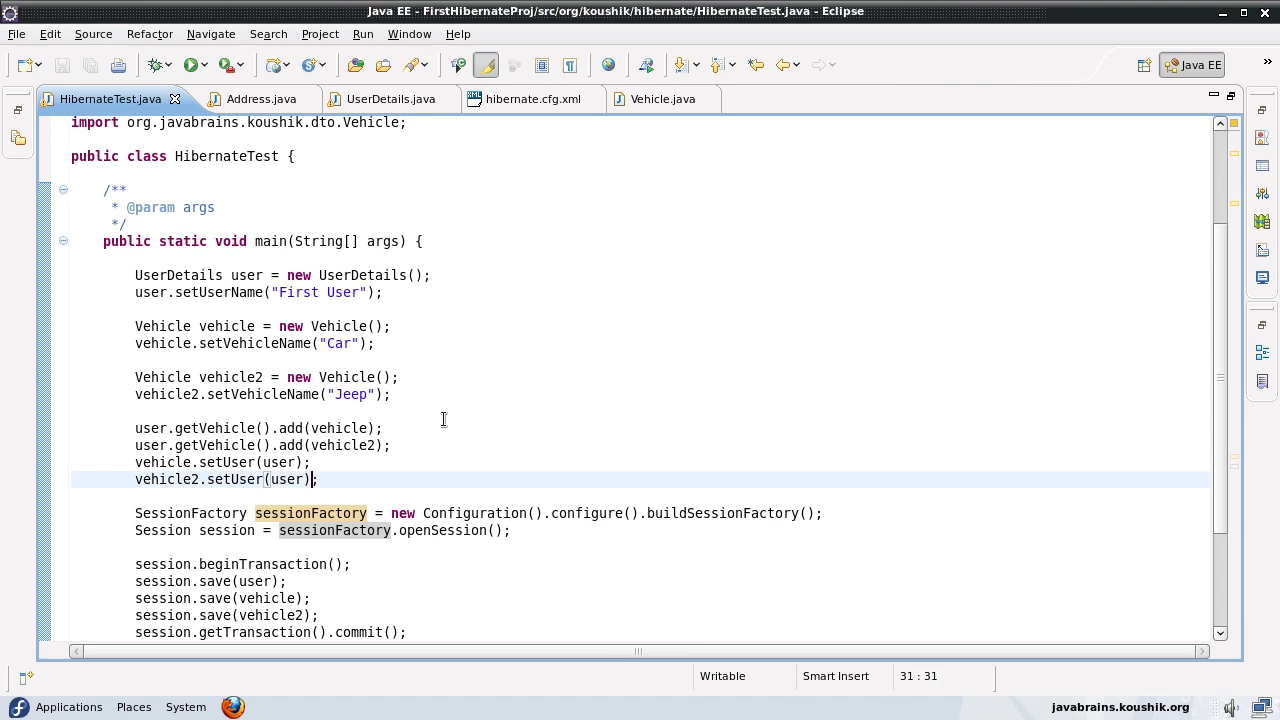 Java EE - FirstHibernateProj/src/org/koushik/hibernate/HibernateTest.java - Eclipse
File Edit Source Refactor Navigate Search Project Run Window Help
Java EE
HibernateTest.java Address.java UserDetails.java hibernate.cfg.xml Vehicle.java
import org.javabrains.koushik.dto.Vehicle;
public class HibernateTest {
/**
* @param args
*/
public static void main(String[] args) {
UserDetails user = new UserDetails();
user.setUserName("First User");
Vehicle vehicle = new Vehicle();
vehicle.setVehicleName("Car");
Vehicle vehicle2 = new Vehicle();
vehicle2.setVehicleName("Jeep");
user.getVehicle().add(vehicle);
user.getVehicle().add(vehicle2);
vehicle.setUser(user);
vehicle2.setUser(user);
SessionFactory sessionFactory = new Configuration().configure().buildSessionFactory();
Session session = sessionFactory.openSession();
session.beginTransaction();
session.save(user);
session.save(vehicle);
session.save(vehicle2);
session.getTransaction().commit();
Writable Smart Insert 31 : 31
Applications Places System javabrains.koushik.org